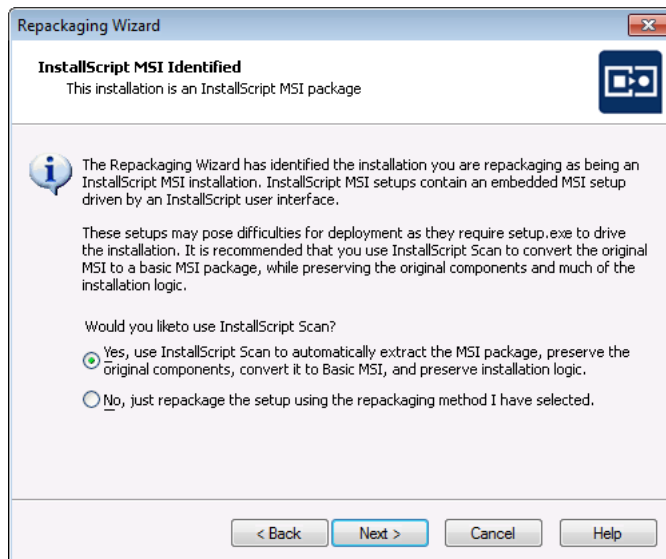 Repackaging Wizard
InstallScript MSI Identified
This installation is an InstallScript MSI package
The Repackaging Wizard has identified the installation you are repackaging as being an
InstallScript MSI installation. InstallScript MSI setups contain an embedded MSI setup
driven by an InstallScript user interface.
These setups may pose difficulties for deployment as they require setup.exe to drive
the installation. It is recommended that you use InstallScript Scan to convert the original
MSI to a basic MSI package, while preserving the original components and much of the
installation logic.
Would you liketo use InstallScript Scan?
Yes, use InstallScript Scan to automatically extract the MSI package, preserve the
original components, convert it to Basic MSI, and preserve installation logic.
No, just repackage the setup using the repackaging method I have selected.
< Back
Next >
Cancel
Help